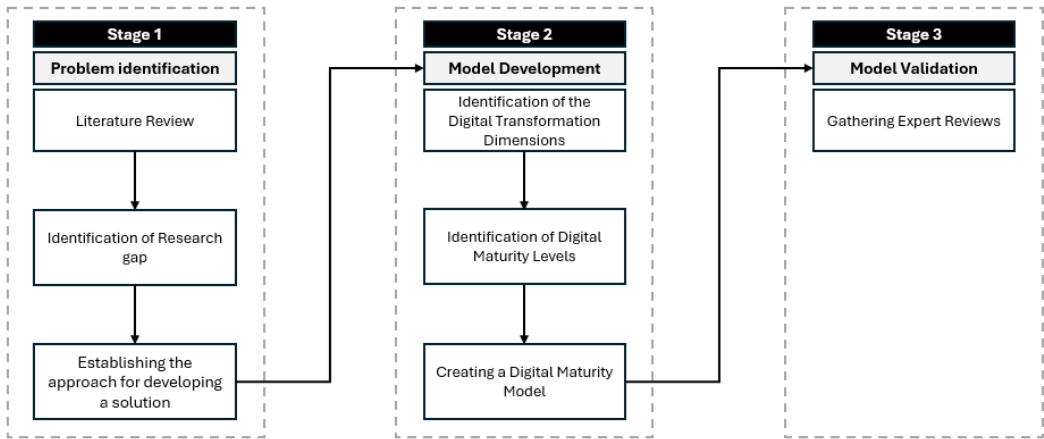 Stage 1
Problem identification
Literature Review
Identification of Research
gap
Establishing the
approach for developing
a solution
Stage 2
Model Development
Identification of the
Digital Transformation
Dimensions
Identification of Digital
Maturity Levels
Creating a Digital Maturity
Model
Stage 3
Model Validation
Gathering Expert Reviews